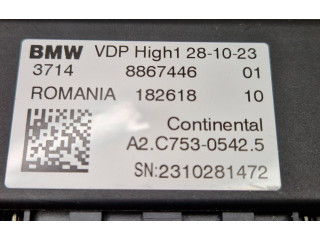 BMW VDP High1 28-10-23
3714 8867446 01
ROMANIA 182618 10
Continental
A2.C753-0542.5
SN:2310281472